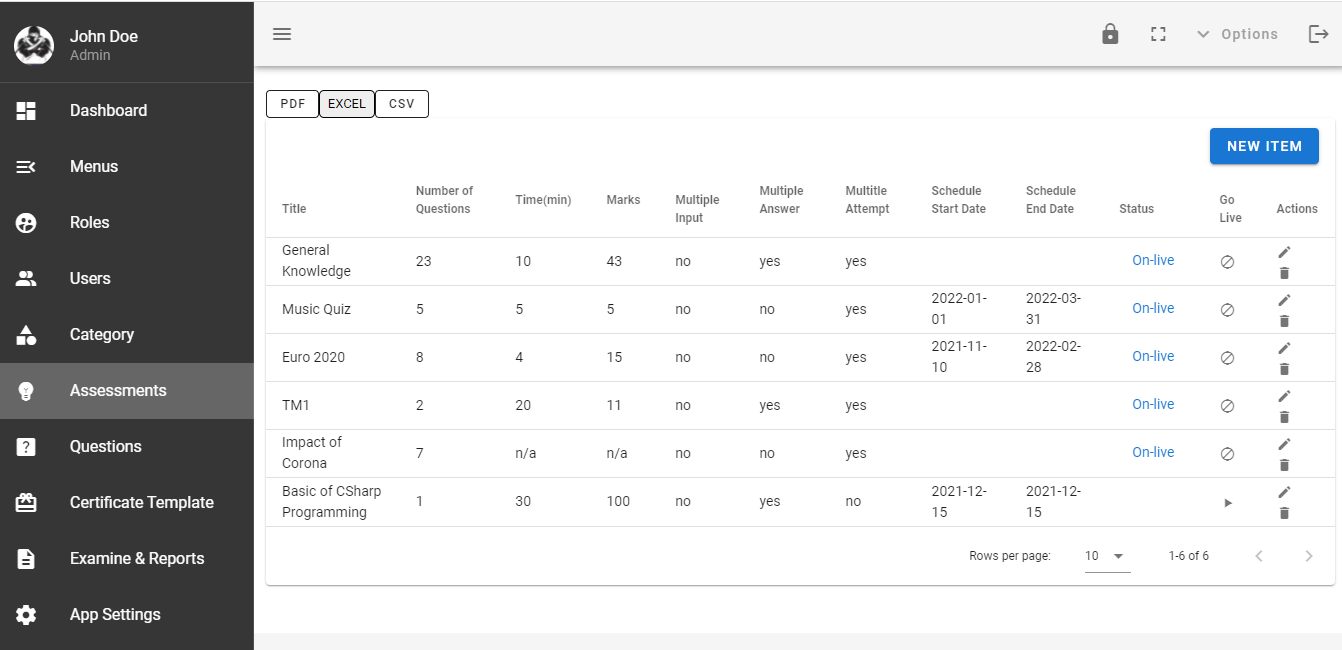 John Doe
Admin
Dashboard
Menus
Roles
Users
Category
Assessments
Questions
Certificate Template
Examine & Reports
App Settings
Options
PDF EXCEL CSV
NEW ITEM
Title Number of Questions Time(min) Marks Multiple Input Multiple Answer Multitle Attempt Schedule Start Date Schedule End Date Status Go Live Actions
General Knowledge 23 10 43 no yes yes On-live
Music Quiz 5 5 5 no no yes 2022-01-01 2022-03-31 On-live
Euro 2020 8 4 15 no no yes 2021-11-10 2022-02-28 On-live
TM1 2 20 11 no yes yes On-live
Impact of Corona 7 n/a n/a no no yes On-live
Basic of CSharp Programming 1 30 100 no yes no 2021-12-15 2021-12-15
Rows per page: 10 1-6 of 6